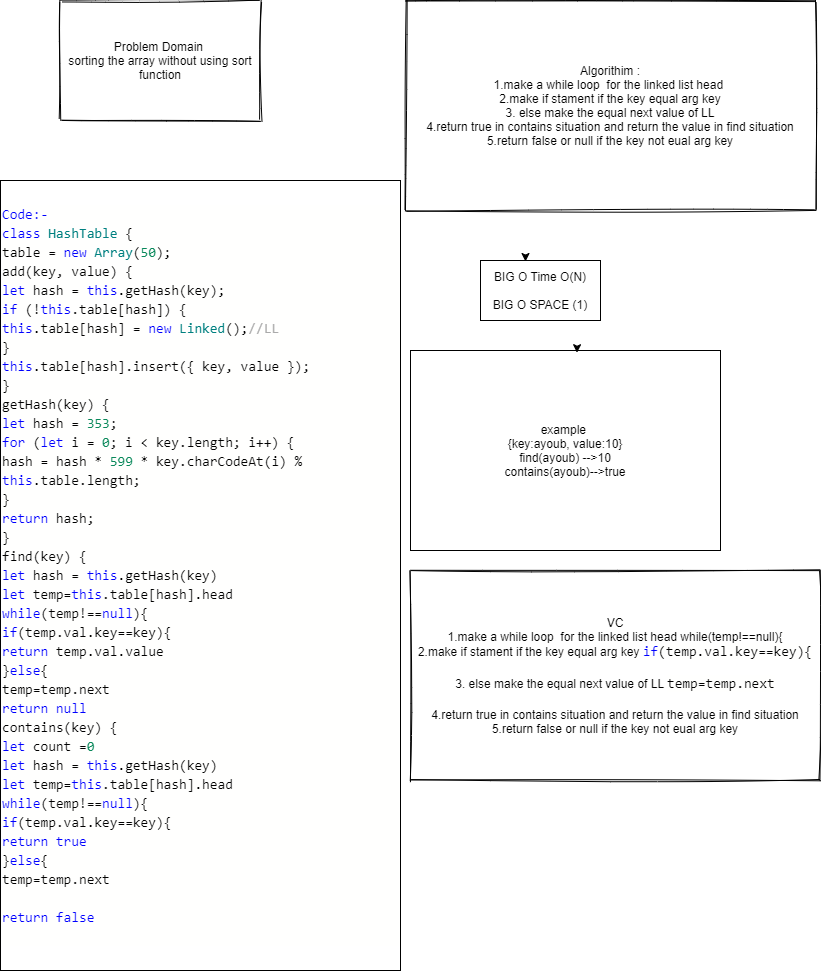 Problem Domain
sorting the array without using sort
function
Algorithim :
1.make a while loop  for the linked list head
2.make if stament if the key equal arg key
3. else make the equal next value of LL
4.return true in contains situation and return the value in find situation
5.return false or null if the key not eual arg key
Code:-
class HashTable {
table = new Array(50);
add(key, value) {
let hash = this.getHash(key);
if (!this.table[hash]) {
this.table[hash] = new Linked();//LL
}
this.table[hash].insert({ key, value });
}
getHash(key) {
let hash = 353;
for (let i = 0; i < key.length; i++) {
hash = hash * 599 * key.charCodeAt(i) %
this.table.length;
}
return hash;
}
find(key) {
let hash = this.getHash(key)
let temp=this.table[hash].head
while(temp!==null){
if(temp.val.key==key){
return temp.val.value
}else{
temp=temp.next
return null
contains(key) {
let count =0
let hash = this.getHash(key)
let temp=this.table[hash].head
while(temp!==null){
if(temp.val.key==key){
return true
}else{
temp=temp.next
return false
BIG O Time O(N)
BIG O SPACE (1)
example
{key:ayoub, value:10}
find(ayoub) -->10
contains(ayoub)-->true
VC
1.make a while loop  for the linked list head while(temp!==null){
2.make if stament if the key equal arg key if(temp.val.key==key){
3. else make the equal next value of LL temp=temp.next
4.return true in contains situation and return the value in find situation
5.return false or null if the key not eual arg key